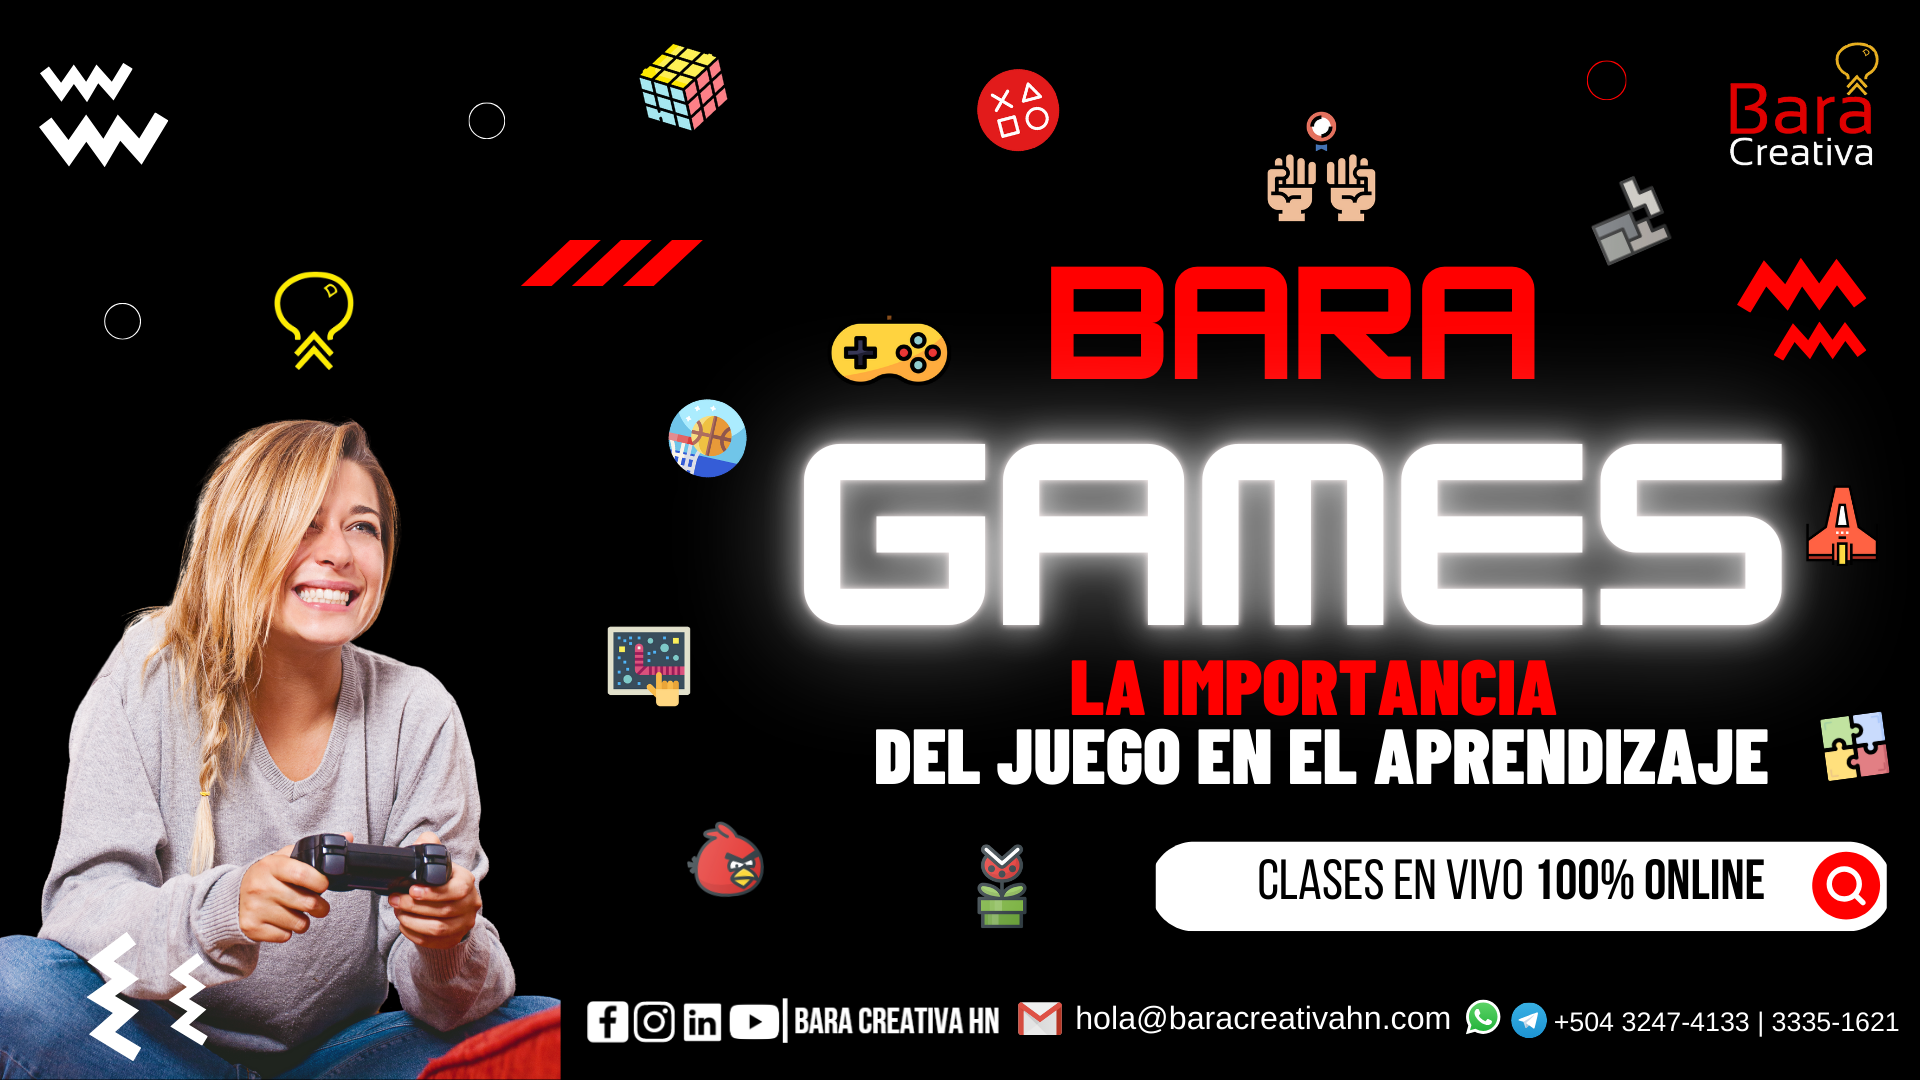 Bara
Creativa
BARA
GAMES
LA IMPORTANCIA
DEL JUEGO EN EL APRENDIZAJE
CLASES EN VIVO 100% ONLINE
BARA CREATIVA HN
hola@baracreativahn.com
+504 3247-4133 | 3335-1621